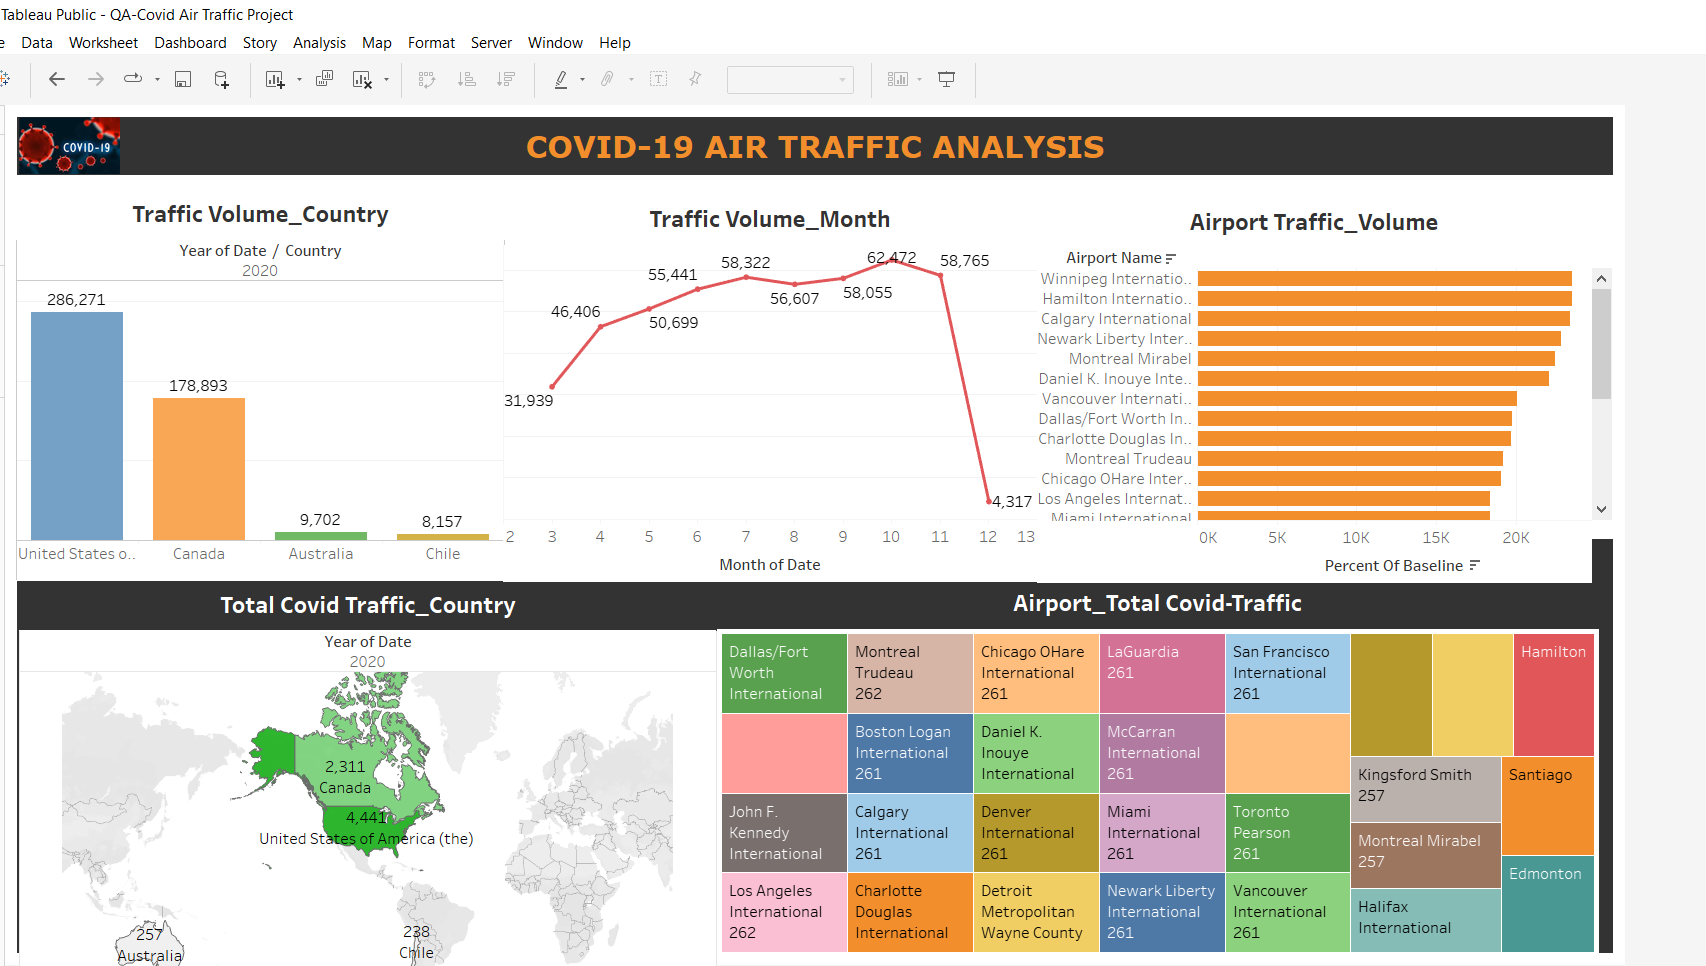 Tableau Public - QA-Covid Air Traffic Project
e Data Worksheet Dashboard Story Analysis Map Format Server Window Help
COVID-19
COVID-19 AIR TRAFFIC ANALYSIS
Traffic Volume_Country
Year of Date / Country
2020
286,271
178,893
9,702
8,157
United States o..
Canada
Australia
Chile
Traffic Volume_Month
31,939
46,406
50,699
55,441
58,322
56,607
58,055
62,472
58,765
4,317
2 3 4 5 6 7 8 9 10 11 12 13
Month of Date
Airport Traffic_Volume
Airport Name
Winnipeg Internatio..
Hamilton Internatio..
Calgary International
Newark Liberty Inter..
Montreal Mirabel
Daniel K. Inouye Inte..
Vancouver Internati..
Dallas/Fort Worth In..
Charlotte Douglas In..
Montreal Trudeau
Chicago OHare Inter..
Los Angeles Internat..
Miami International
0K 5K 10K 15K 20K
Percent Of Baseline
Total Covid Traffic_Country
Year of Date
2020
2,311
Canada
4,441
United States of America (the)
257
Australia
238
Chile
Airport_Total Covid-Traffic
Dallas/Fort
Worth
International
Montreal
Trudeau
262
Chicago OHare
International
261
LaGuardia
261
San Francisco
International
261
Hamilton
Boston Logan
International
261
Daniel K.
Inouye
International
McCarran
International
261
Kingsford Smith
257
Santiago
John F.
Kennedy
International
Calgary
International
261
Denver
International
261
Miami
International
261
Toronto
Pearson
261
Montreal Mirabel
257
Edmonton
Los Angeles
International
262
Charlotte
Douglas
International
Detroit
Metropolitan
Wayne County
Newark Liberty
International
261
Vancouver
International
261
Halifax
International